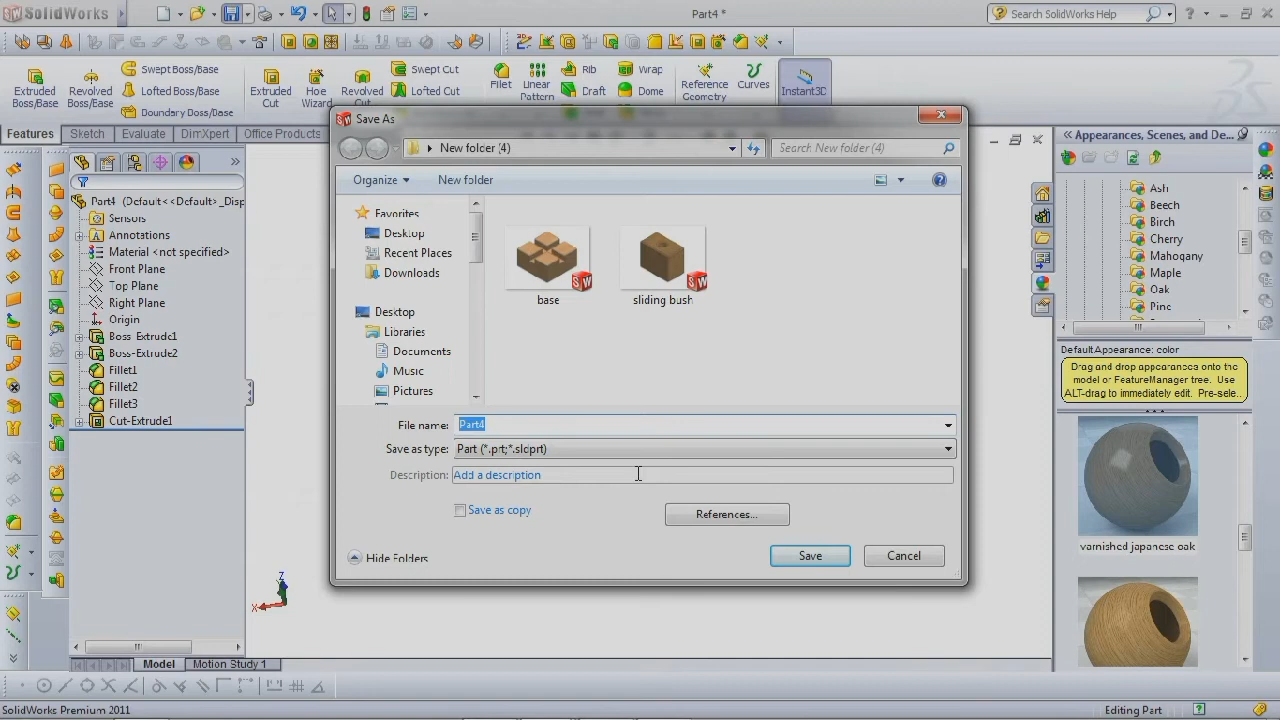 SolidWorks
Part4 *
Search SolidWorks Help
Extruded Boss/Base
Revolved Boss/Base
Swept Boss/Base
Lofted Boss/Base
Boundary Boss/Base
Extruded Cut
Hoe Wizard
Revolved Cut
Swept Cut
Lofted Cut
Fillet
Linear Pattern
Rib
Draft
Wrap
Dome
Reference Geometry
Curves
Instant3D
Features
Sketch
Evaluate
DimXpert
Office Products
Part4 (Default<<Default>_Disp
Sensors
Annotations
Material <not specified>
Front Plane
Top Plane
Right Plane
Origin
Boss-Extrude1
Boss-Extrude2
Fillet1
Fillet2
Fillet3
Cut-Extrude1
Save As
New folder (4)
Search New folder (4)
Organize
New folder
Favorites
Desktop
Recent Places
Downloads
Desktop
Libraries
Documents
Music
Pictures
base
sliding bush
File name:
Part4
Save as type:
Part (*.prt;*.sldprt)
Description:
Add a description
Save as copy
References...
Hide Folders
Save
Cancel
Appearances, Scenes, and De...
Ash
Beech
Birch
Cherry
Mahogany
Maple
Oak
Pine
DefaultAppearance: color
Drag and drop appearances onto the
model or FeatureManager tree. Use
ALT-drag to immediately edit. Pre-sele..
varnished japanese oak
Z
X
Model
Motion Study 1
SolidWorks Premium 2011
Editing Part